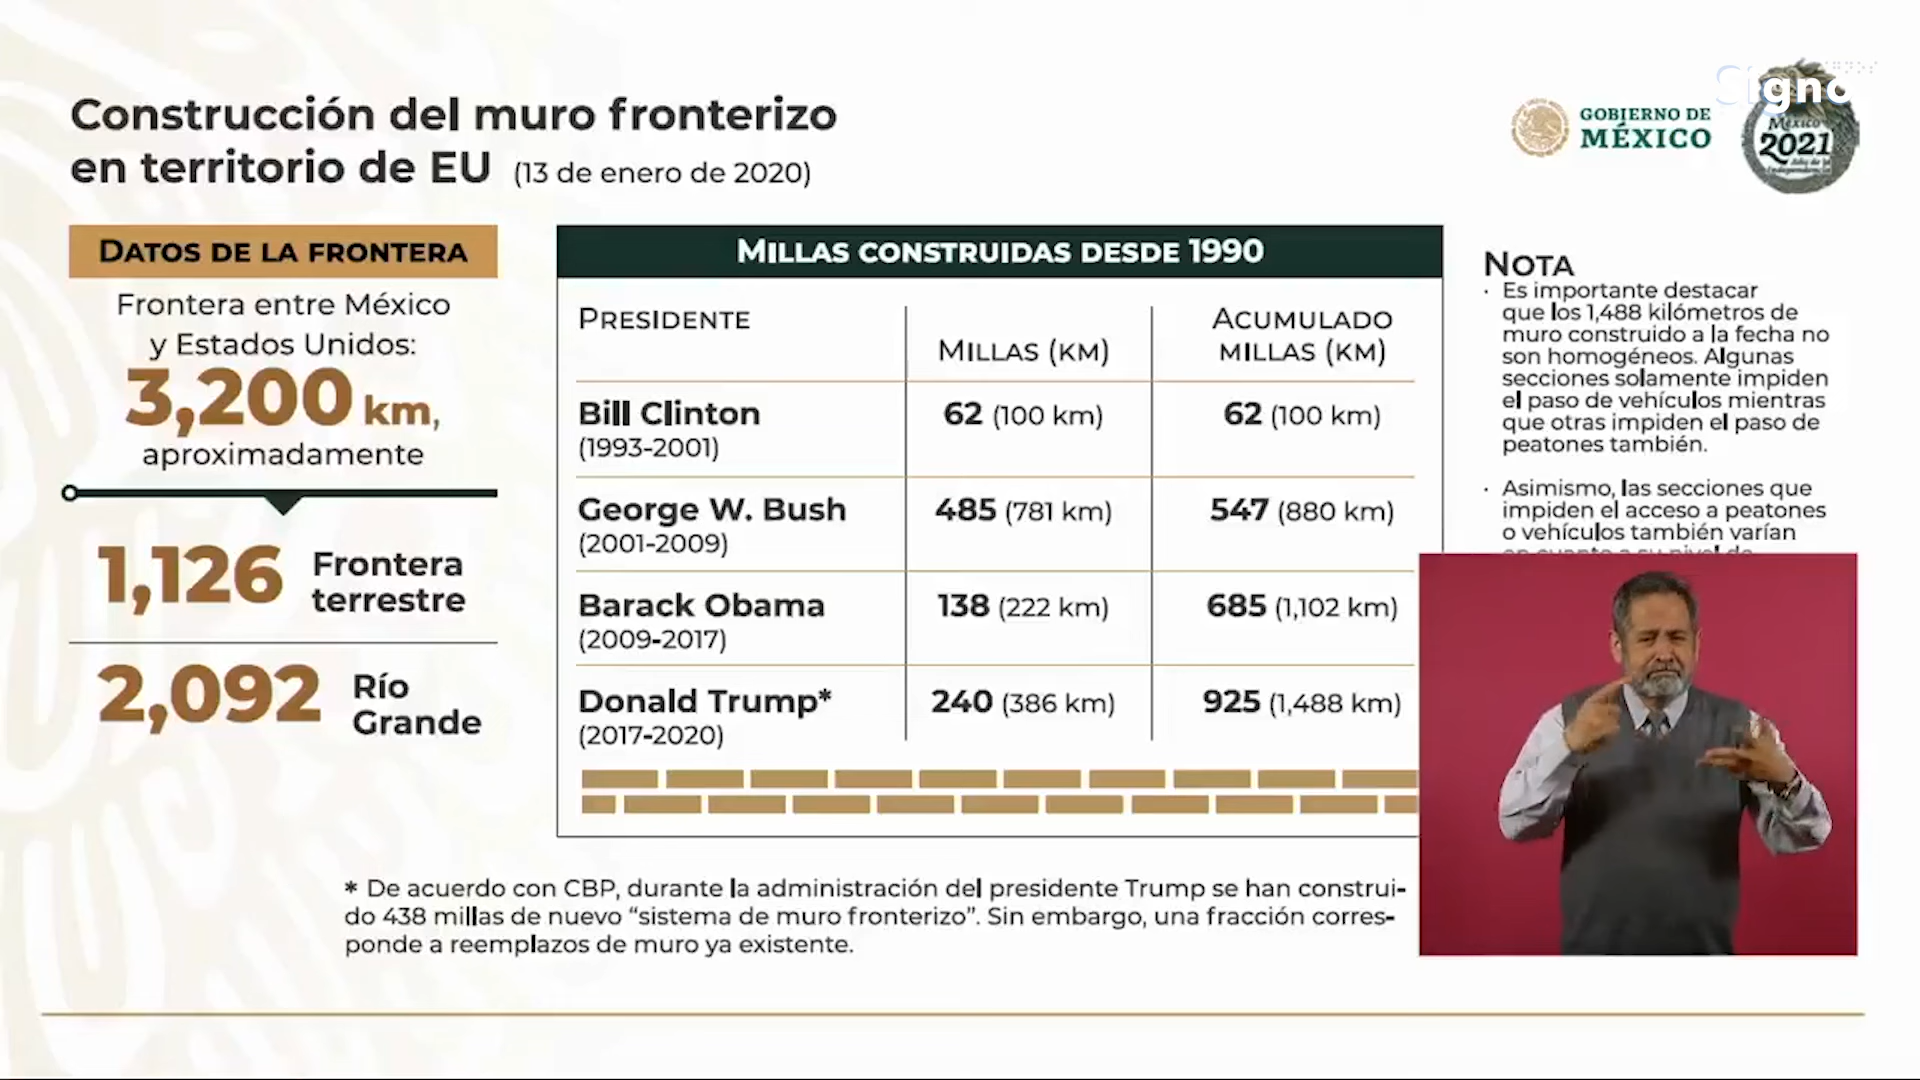 Construcción del muro fronterizo
en territorio de EU (13 de enero de 2020)
GOBIERNO DE
MÉXICO
México
2021
DATOS DE LA FRONTERA
Frontera entre México
y Estados Unidos:
3,200 km,
aproximadamente
1,126 Frontera
terrestre
2,092 Río
Grande
MILLAS CONSTRUIDAS DESDE 1990
PRESIDENTE
MILLAS (KM)
ACUMULADO
MILLAS (KM)
Bill Clinton 62 (100 km) 62 (100 km)
(1993-2001)
George W. Bush 485 (781 km) 547 (880 km)
(2001-2009)
Barack Obama 138 (222 km) 685 (1,102 km)
(2009-2017)
Donald Trump* 240 (386 km) 925 (1,488 km)
(2017-2020)
* De acuerdo con CBP, durante la administración del presidente Trump se han construi-
do 438 millas de nuevo “sistema de muro fronterizo”. Sin embargo, una fracción corres-
ponde a reemplazos de muro ya existente.
NOTA
· Es importante destacar
que los 1,488 kilómetros de
muro construido a la fecha no
son homogéneos. Algunas
secciones solamente impiden
el paso de vehículos mientras
que otras impiden el paso de
peatones también.
· Asimismo, las secciones que
impiden el acceso a peatones
o vehículos también varían